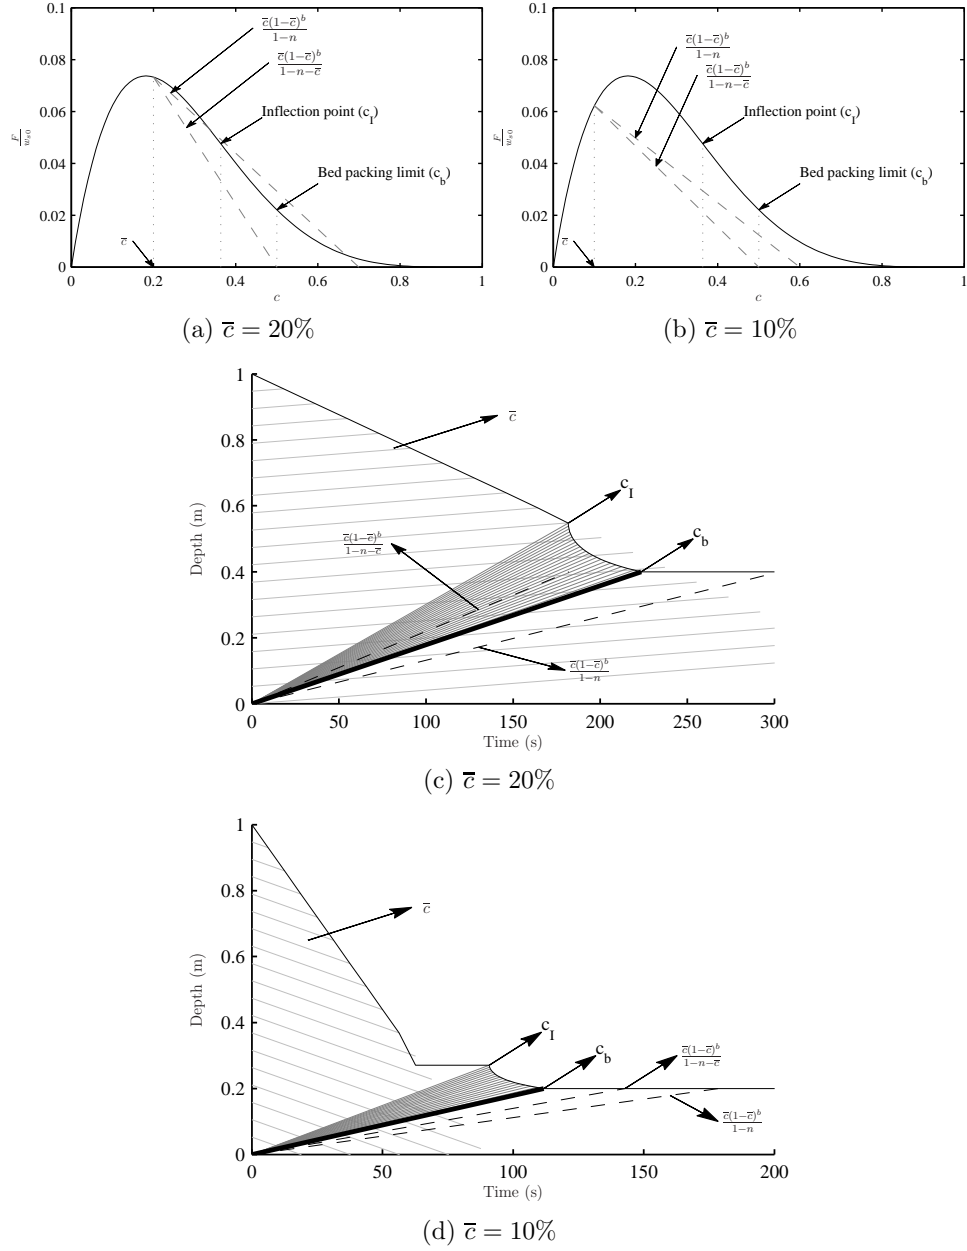 0.1
0.08
0.06
0.04
0.02
0
0 0.2 0.4 0.6 0.8 1
F/w_{s0}
c
c̅(1−c̅)^b/1−n
c̅(1−c̅)^b/1−n−c̅
Inflection point (c_I)
Bed packing limit (c_b)
c̅
(a) c̅ = 20%
0.1
0.08
0.06
0.04
0.02
0
0 0.2 0.4 0.6 0.8 1
F/w_{s0}
c
c̅(1−c̅)^b/1−n
c̅(1−c̅)^b/1−n−c̅
Inflection point (c_I)
Bed packing limit (c_b)
c̅
(b) c̅ = 10%
1
0.8
0.6
0.4
0.2
0
Depth (m)
c̅
c_I
c̅(1−c̅)^b/1−n−c̅
c_b
c̅(1−c̅)^b/1−n
0 50 100 150 200 250 300
Time (s)
(c) c̅ = 20%
1
0.8
0.6
0.4
0.2
0
Depth (m)
c̅
c_I
c_b
c̅(1−c̅)^b/1−n−c̅
c̅(1−c̅)^b/1−n
0 50 100 150 200
Time (s)
(d) c̅ = 10%